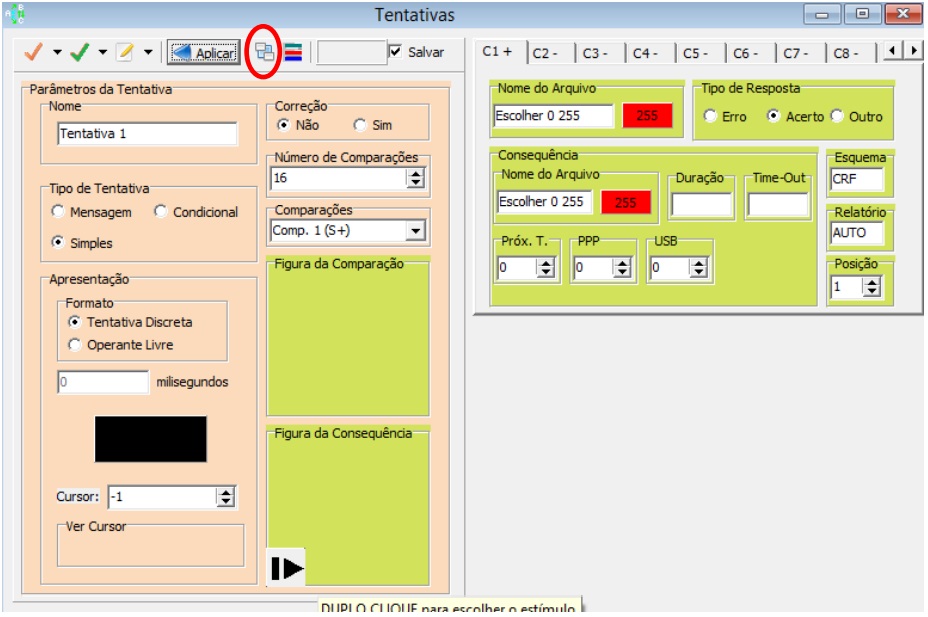 Tentativas
Aplicar
Salvar
Parâmetros da Tentativa
Nome
Tentativa 1
Tipo de Tentativa
Mensagem Condicional
Simples
Apresentação
Formato
Tentativa Discreta
Operante Livre
0 milisegundos
Cursor: -1
Ver Cursor
Correção
Não Sim
Número de Comparações
16
Comparações
Comp. 1 (S+)
Figura da Comparação
Figura da Consequência
DUPLO CLIQUE para escolher o estímulo
C1 + C2 - C3 - C4 - C5 - C6 - C7 - C8 -
Nome do Arquivo
Escolher 0 255 255
Tipo de Resposta
Erro Acerto Outro
Consequência
Nome do Arquivo
Escolher 0 255 255
Duração
Time-Out
Próx. T. PPP USB
0 0 0
Esquema
CRF
Relatório
AUTO
Posição
1